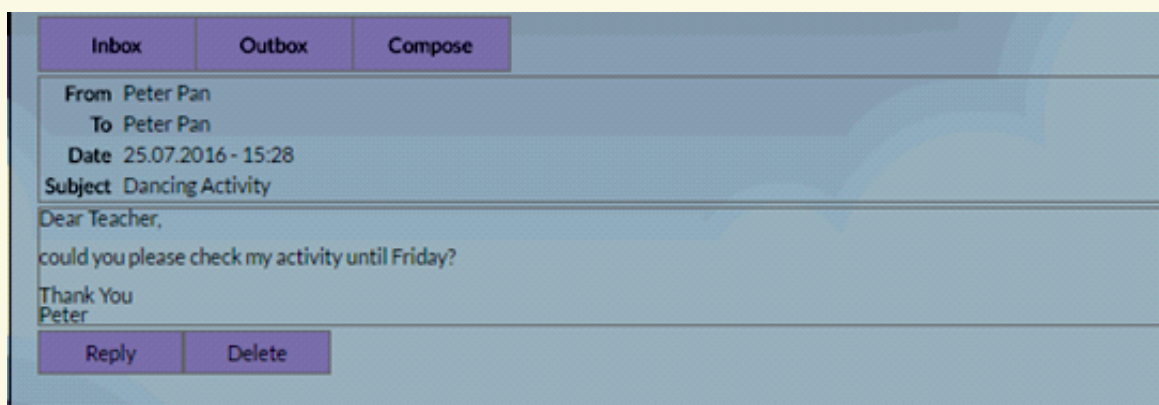 Inbox Outbox Compose
From Peter Pan
To Peter Pan
Date 25.07.2016 - 15:28
Subject Dancing Activity
Dear Teacher,
could you please check my activity until Friday?
Thank You
Peter
Reply Delete